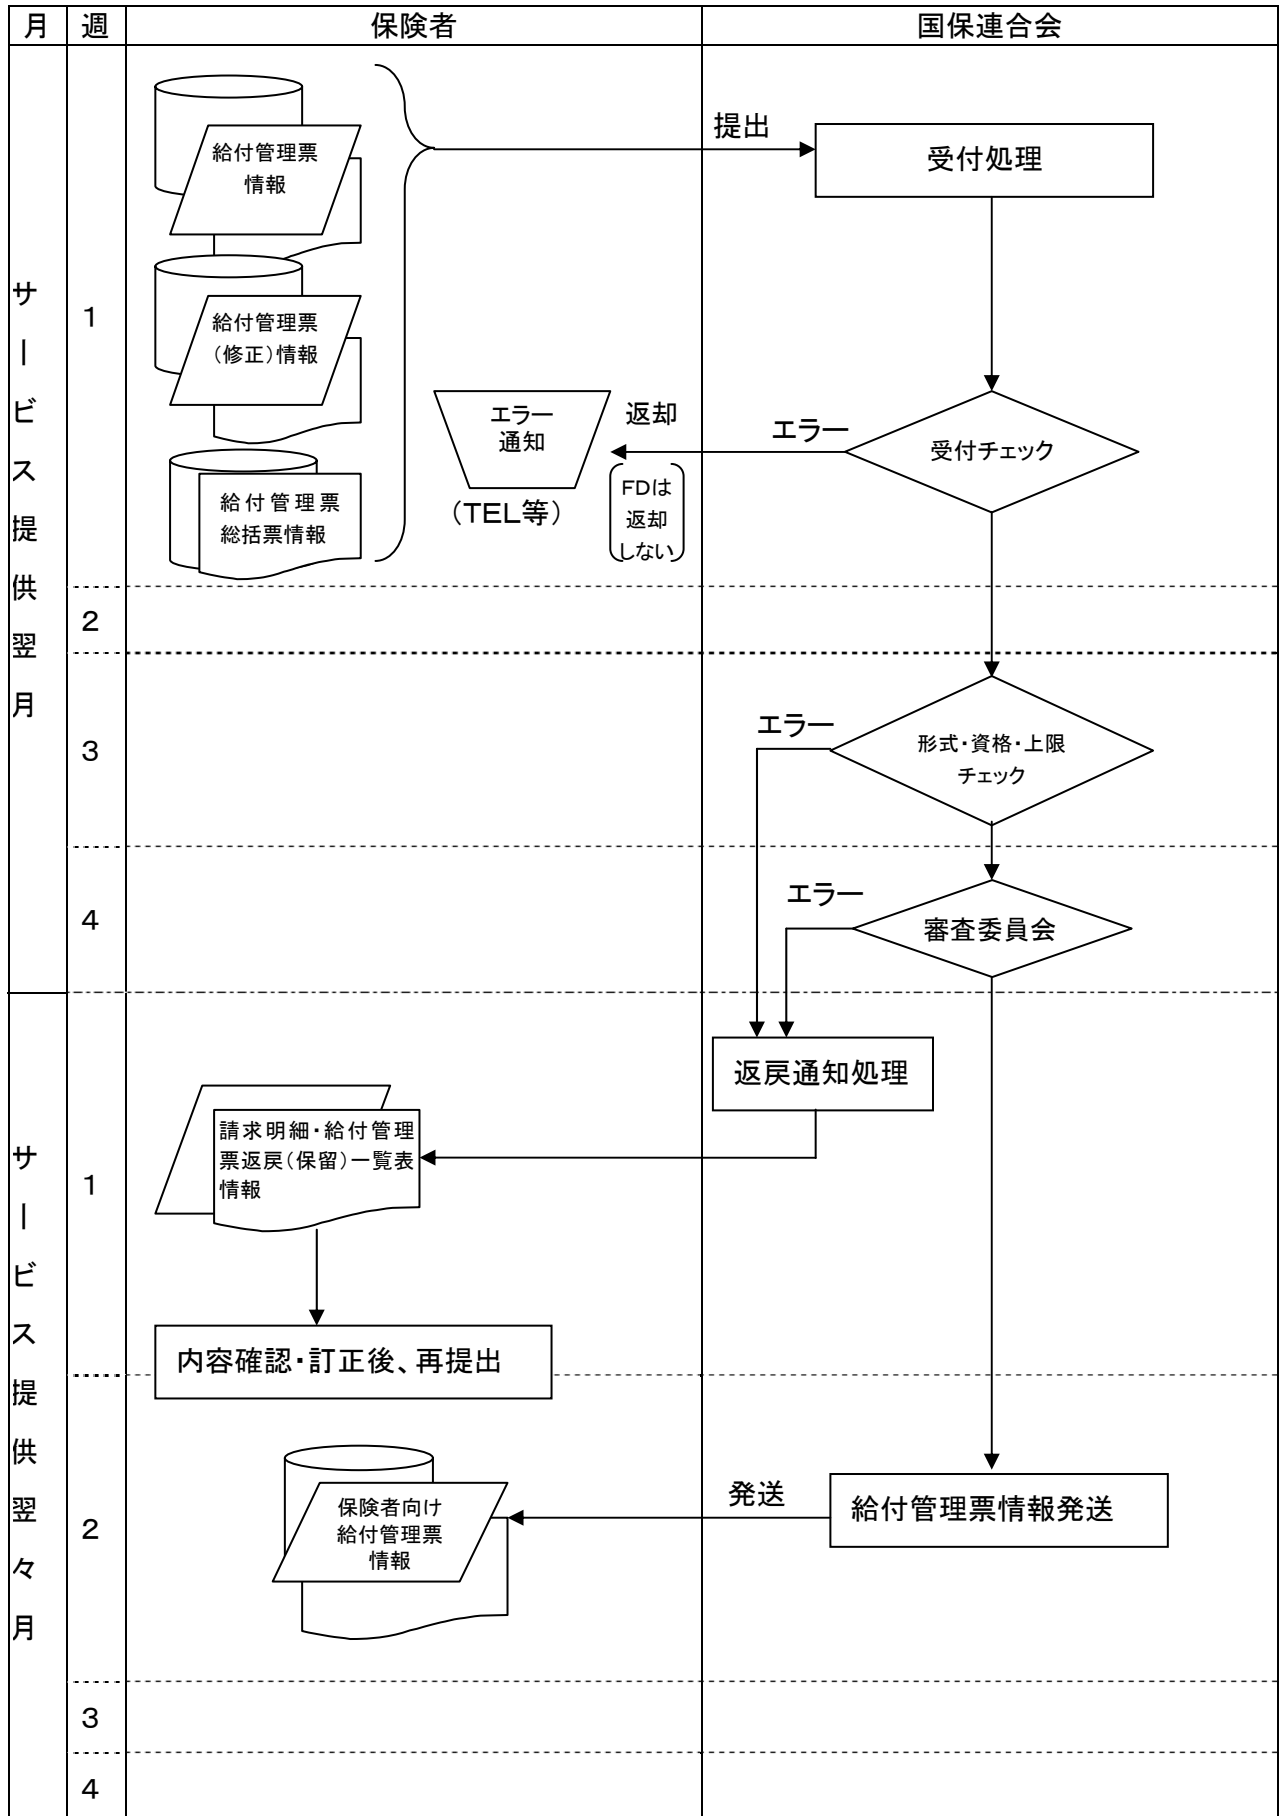 月
週
保険者
国保連合会
サービス提供翌月
1
給付管理票
情報
提出
受付処理
給付管理票
（修正）情報
エラー
通知
返却
エラー
受付チェック
（TEL等）
FDは
返却
しない
給付管理票
総括票情報
2
3
エラー
形式・資格・上限
チェック
4
エラー
審査委員会
サービス提供翌々月
1
返戻通知処理
請求明細・給付管理
票返戻（保留）一覧表
情報
内容確認・訂正後、再提出
2
保険者向け
給付管理票
情報
発送
給付管理票情報発送
3
4